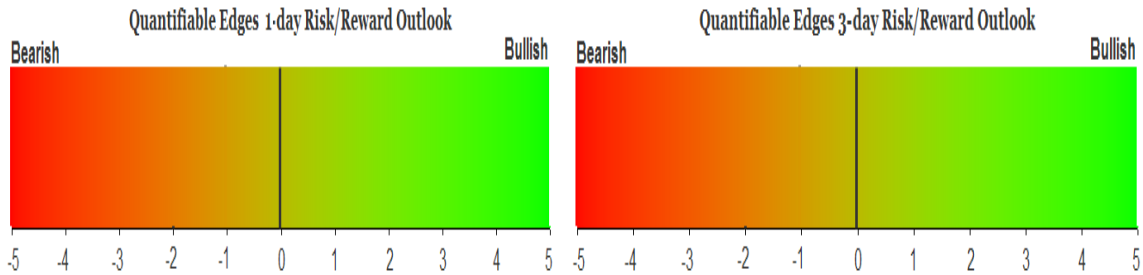 Quantifiable Edges 1-day Risk/Reward Outlook
Bearish Bullish
-5 -4 -3 -2 -1 0 1 2 3 4 5
Quantifiable Edges 3-day Risk/Reward Outlook
Bearish Bullish
-5 -4 -3 -2 -1 0 1 2 3 4 5